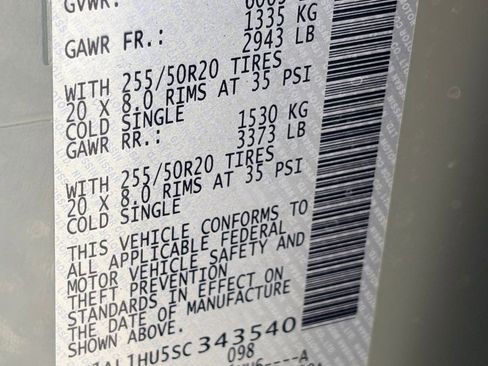 GVWR:
1335 KG
GAWR FR.: 2943 LB
WITH 255/50R20 TIRES
20 X 8.0 RIMS AT 35 PSI
COLD SINGLE
1530 KG
GAWR RR.: 3373 LB
WITH 255/50R20 TIRES
20 X 8.0 RIMS AT 35 PSI
COLD SINGLE
THIS VEHICLE CONFORMS TO
ALL APPLICABLE FEDERAL
MOTOR VEHICLE SAFETY AND
THEFT PREVENTION
STANDARDS IN EFFECT ON
THE DATE OF MANUFACTURE
SHOWN ABOVE.
1HU5SC 343540
098